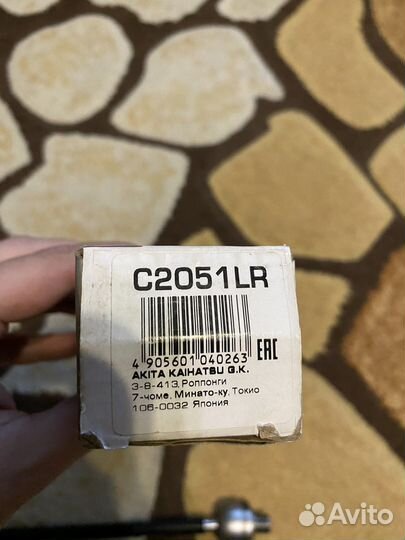 C2051LR
4 905601 040263
EAC
AKITA KAIHATSU G.K.
3-8-413, Роппонги
7-чоме, Минато-ку, Токио
106-0032 Япония
Avito